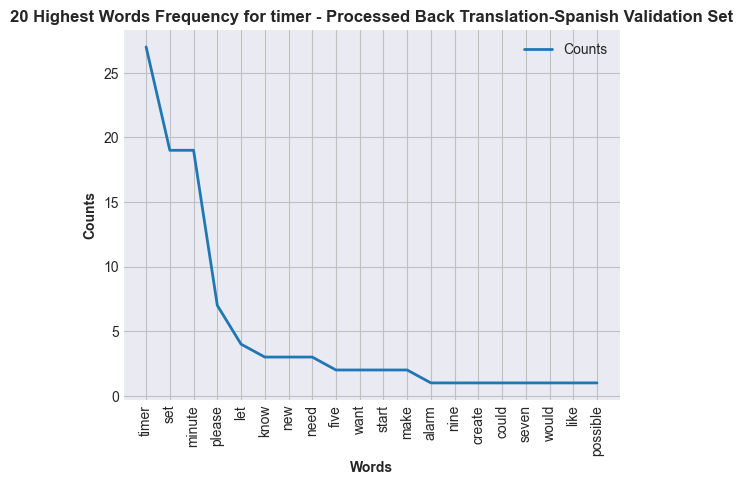 20 Highest Words Frequency for timer - Processed Back Translation-Spanish Validation Set
Counts
25
20
15
10
5
0
Counts
timer
set
minute
please
let
know
new
need
five
want
start
make
alarm
nine
create
could
seven
would
like
possible
Words